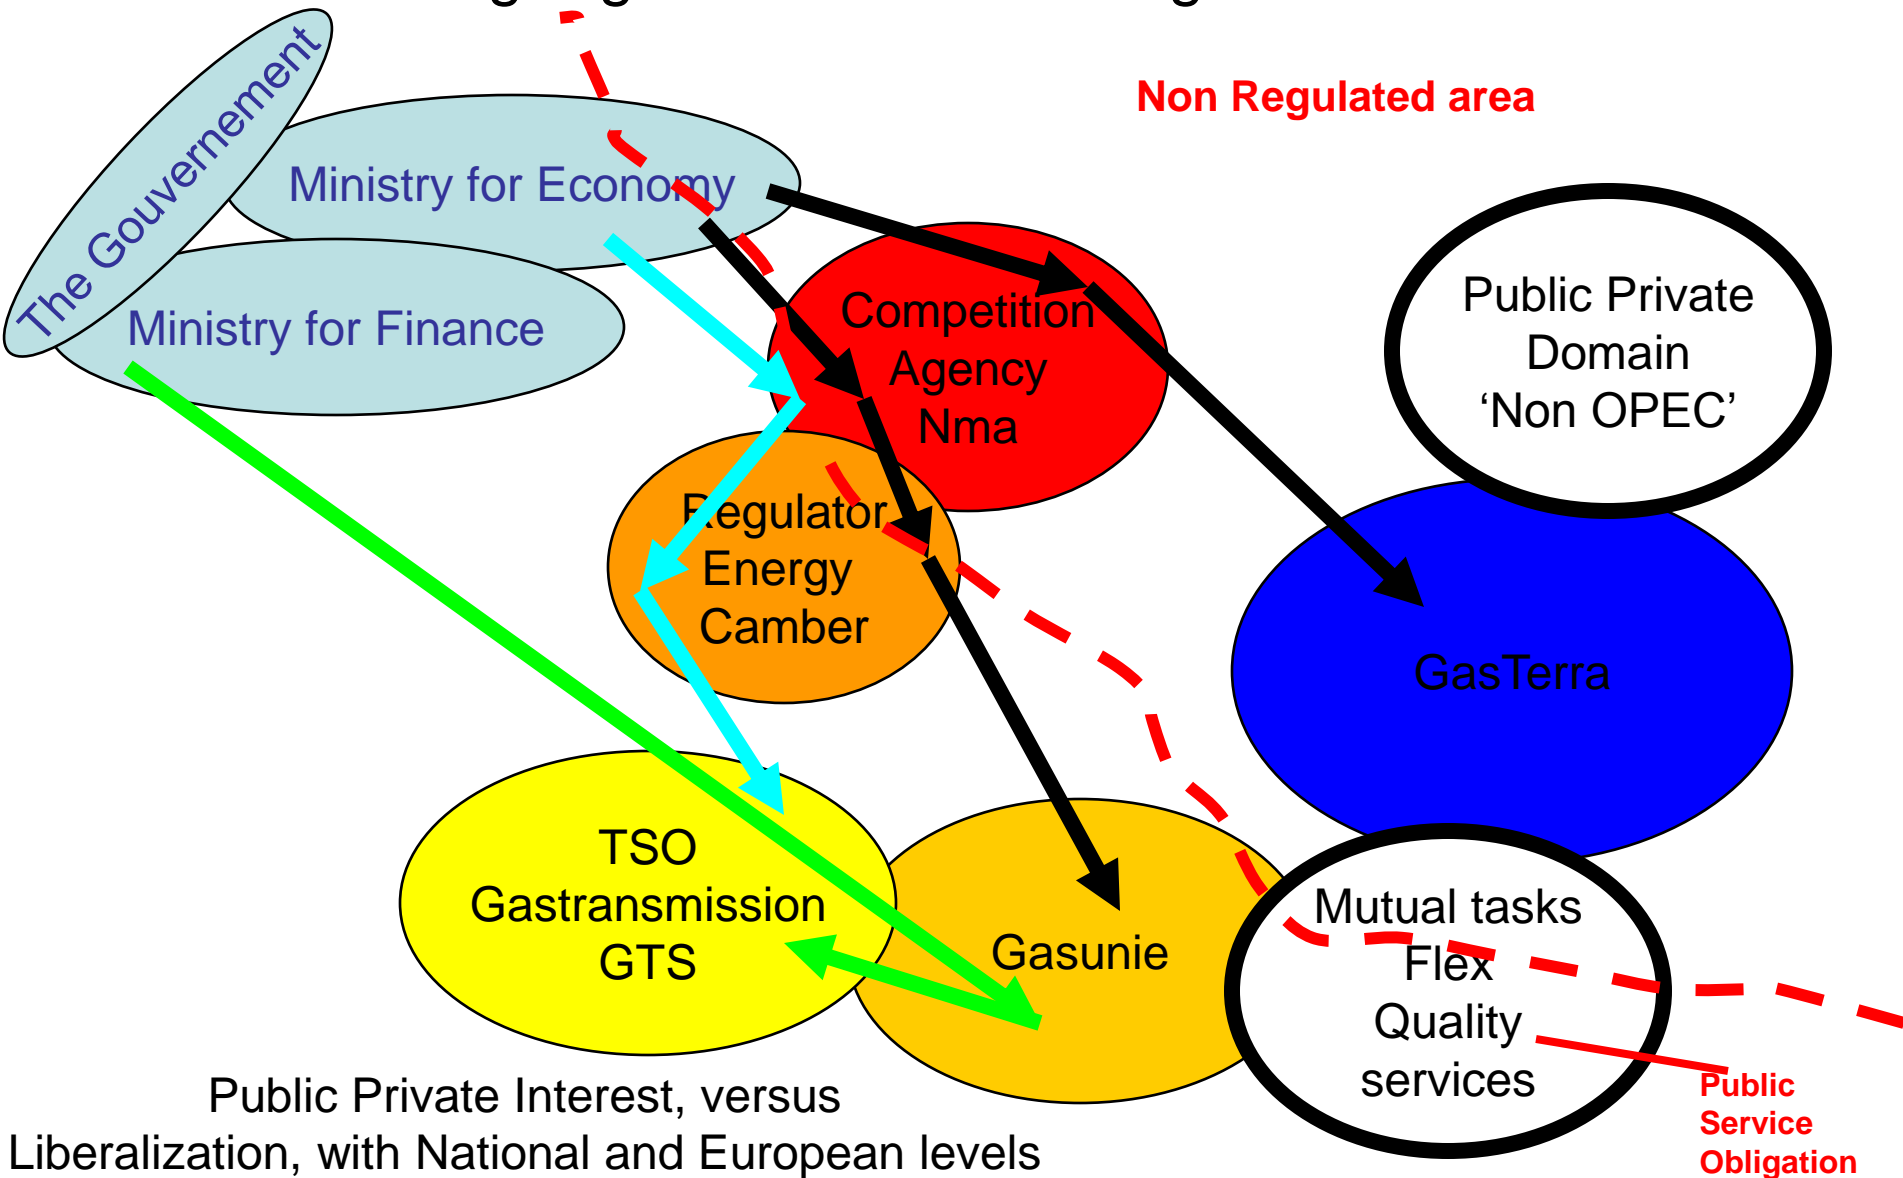 Non Regulated area
The Gouvernement
Ministry for Economy
Ministry for Finance
Competition
Agency
Nma
Public Private
Domain
‘Non OPEC’
Regulator
Energy
Camber
GasTerra
TSO
Gastransmission
GTS
Gasunie
Mutual tasks
Flex
Quality
services
Public Private Interest, versus
Liberalization, with National and European levels
Public
Service
Obligation